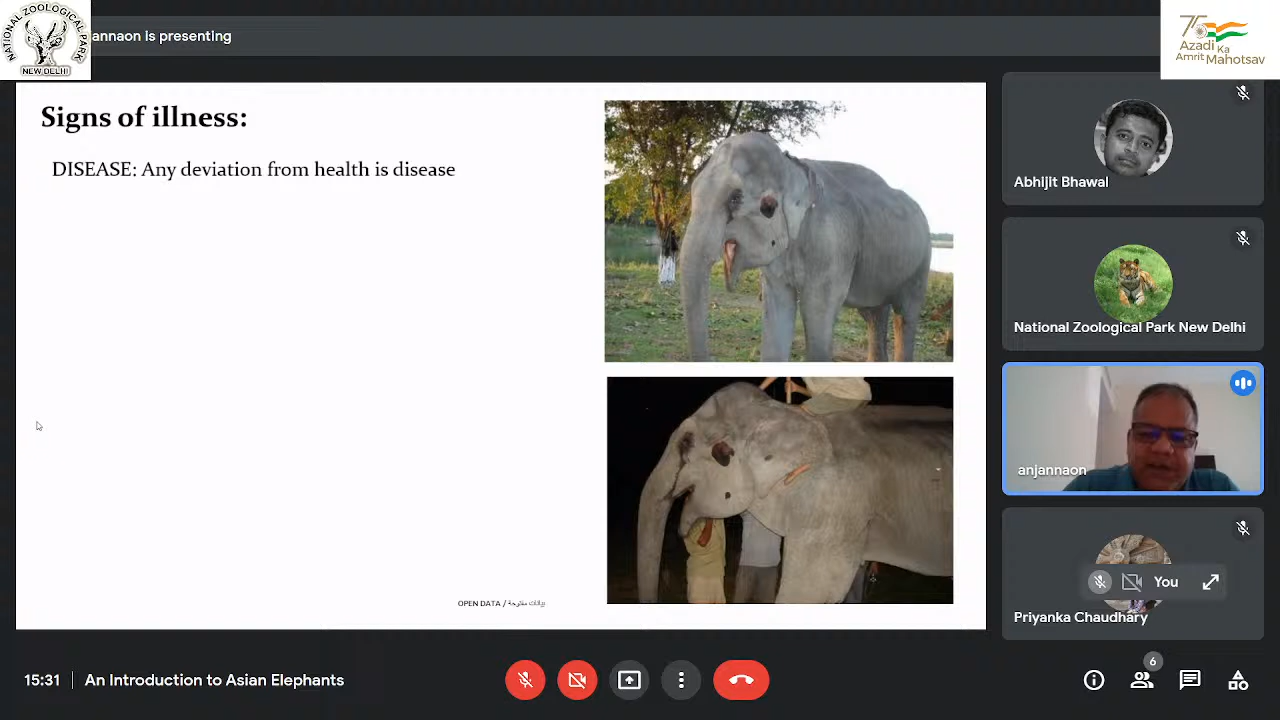 NATIONAL ZOOLOGICAL PARK
NEW DELHI
annaon is presenting
75
Azadi Ka
Amrit Mahotsav
Signs of illness:
DISEASE: Any deviation from health is disease
OPEN DATA / بيانات مفتوحة
Abhijit Bhawal
National Zoological Park New Delhi
anjannaon
You
Priyanka Chaudhary
15:31 | An Introduction to Asian Elephants
6